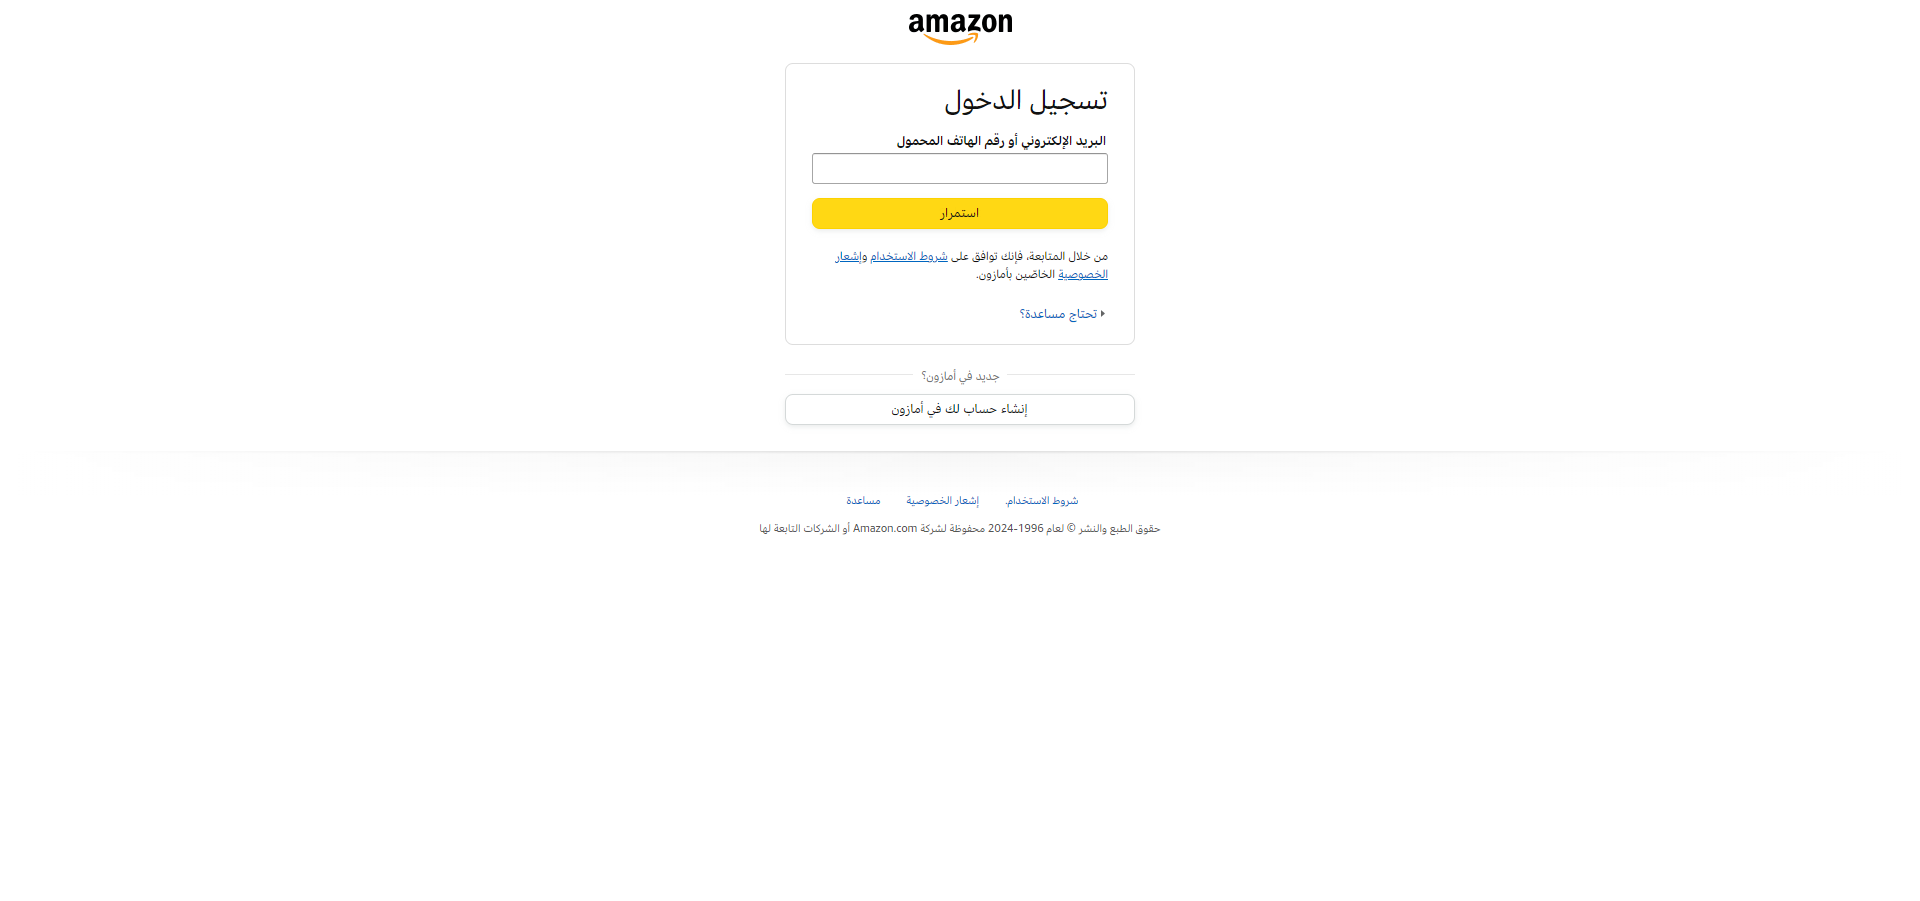 amazon
تسجيل الدخول
البريد الإلكتروني أو رقم الهاتف المحمول
استمرار
من خلال المتابعة، فإنك توافق على شروط الاستخدام وإشعار
الخصوصية الخاصّين بأمازون.
تحتاج مساعدة؟
جديد في أمازون؟
إنشاء حساب لك في أمازون
شروط الاستخدام. إشعار الخصوصية مساعدة
حقوق الطبع والنشر © لعام 1996-2024 محفوظة لشركة Amazon.com أو الشركات التابعة لها